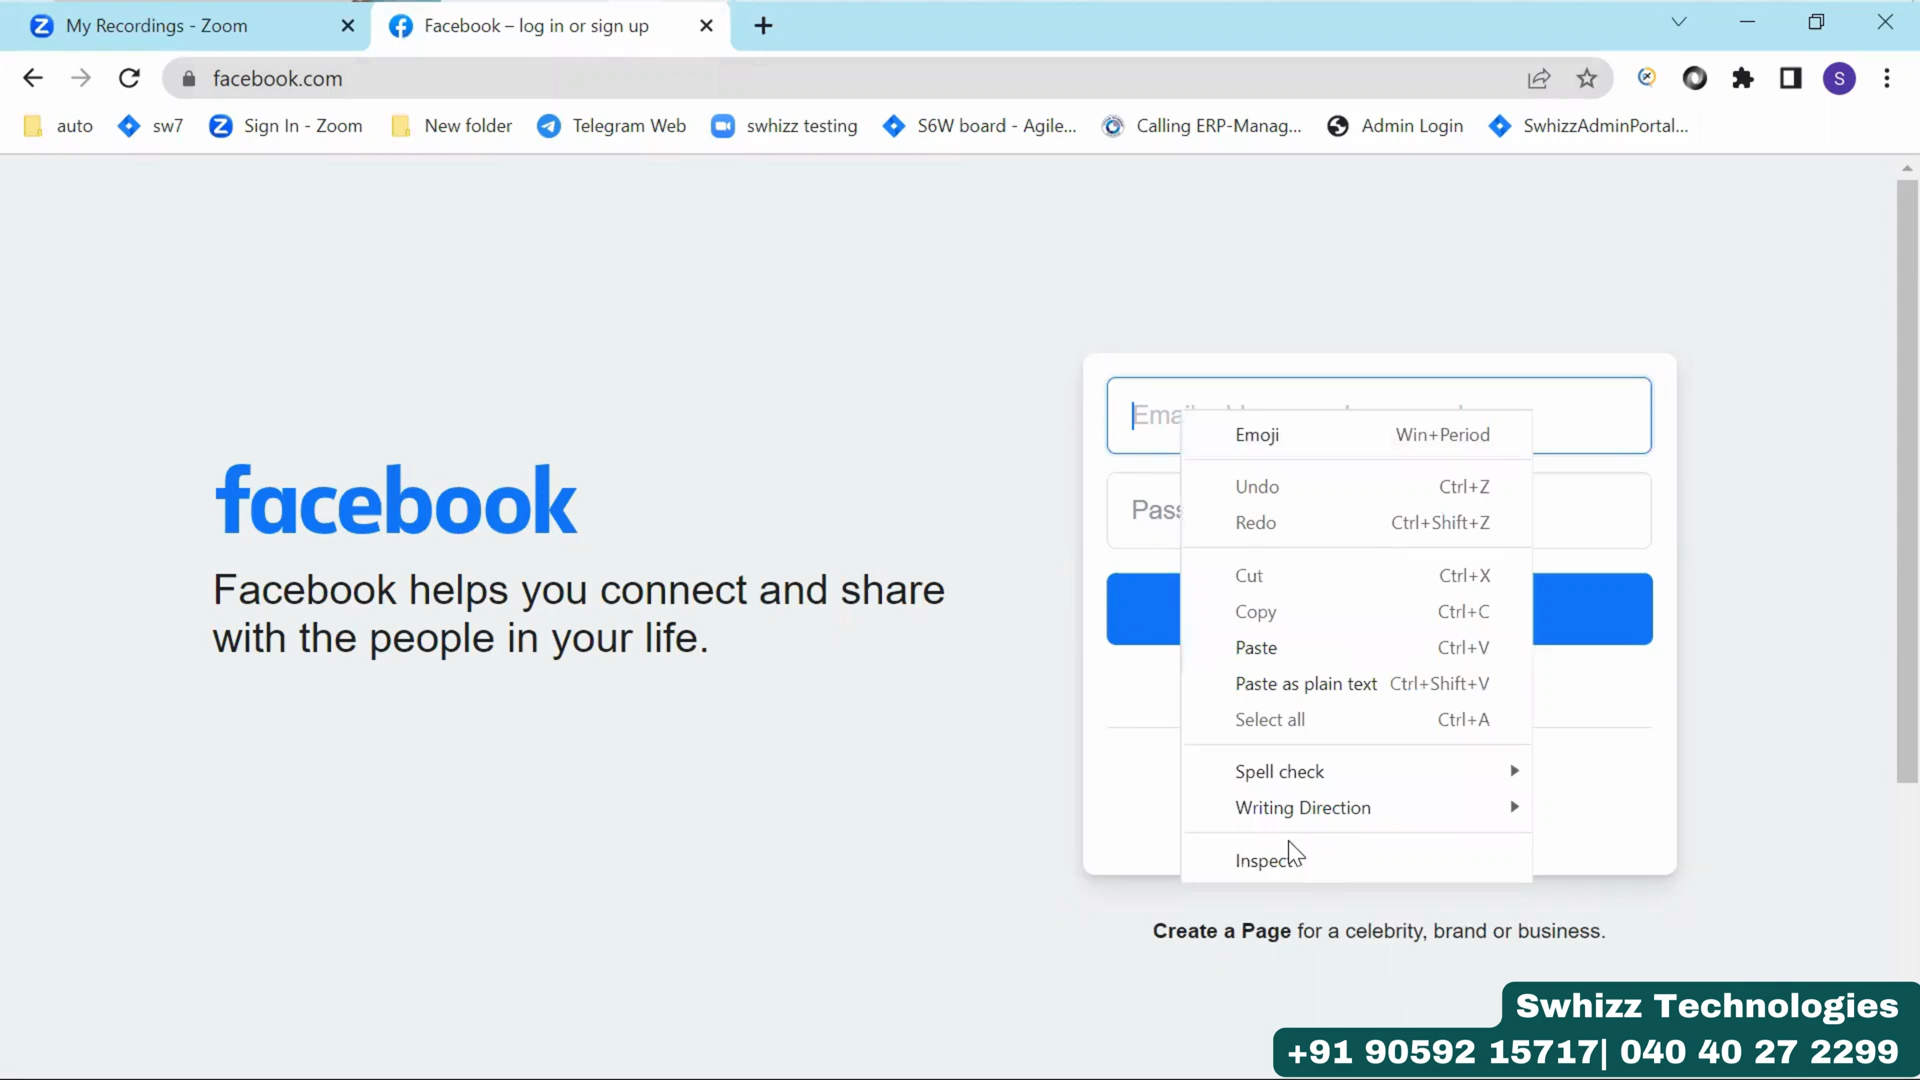 My Recordings - Zoom
Facebook – log in or sign up
facebook.com
S
auto
sw7
Sign In - Zoom
New folder
Telegram Web
swhizz testing
S6W board - Agile...
Calling ERP-Manag...
Admin Login
SwhizzAdminPortal...
facebook
Facebook helps you connect and share
with the people in your life.
Emoji Win+Period
Undo Ctrl+Z
Redo Ctrl+Shift+Z
Cut Ctrl+X
Copy Ctrl+C
Paste Ctrl+V
Paste as plain text Ctrl+Shift+V
Select all Ctrl+A
Spell check
Writing Direction
Inspect
Create a Page for a celebrity, brand or business.
Swhizz Technologies
+91 90592 15717| 040 40 27 2299